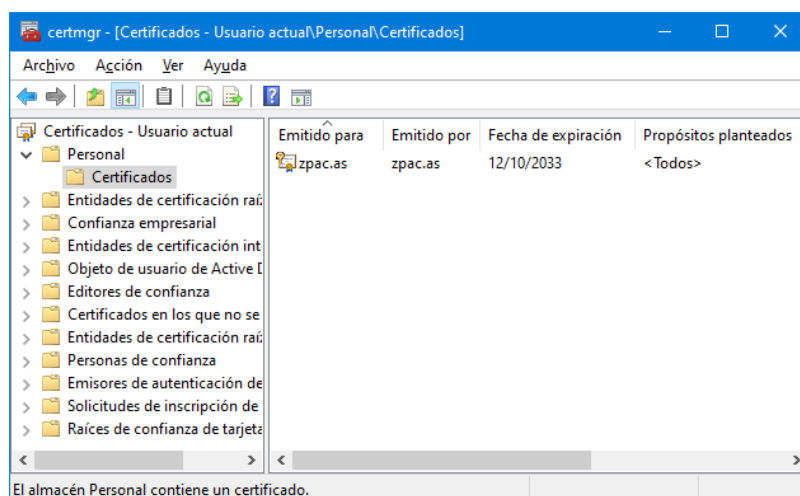 certmgr - [Certificados - Usuario actual\Personal\Certificados]
Archivo Acción Ver Ayuda
Certificados - Usuario actual
Personal
Certificados
Entidades de certificación raí
Confianza empresarial
Entidades de certificación int
Objeto de usuario de Active D
Editores de confianza
Certificados en los que no se
Entidades de certificación raí
Personas de confianza
Emisores de autenticación de
Solicitudes de inscripción de
Raíces de confianza de tarjeta
Emitido para Emitido por Fecha de expiración Propósitos planteados
zpac.as zpac.as 12/10/2033 <Todos>
El almacén Personal contiene un certificado.